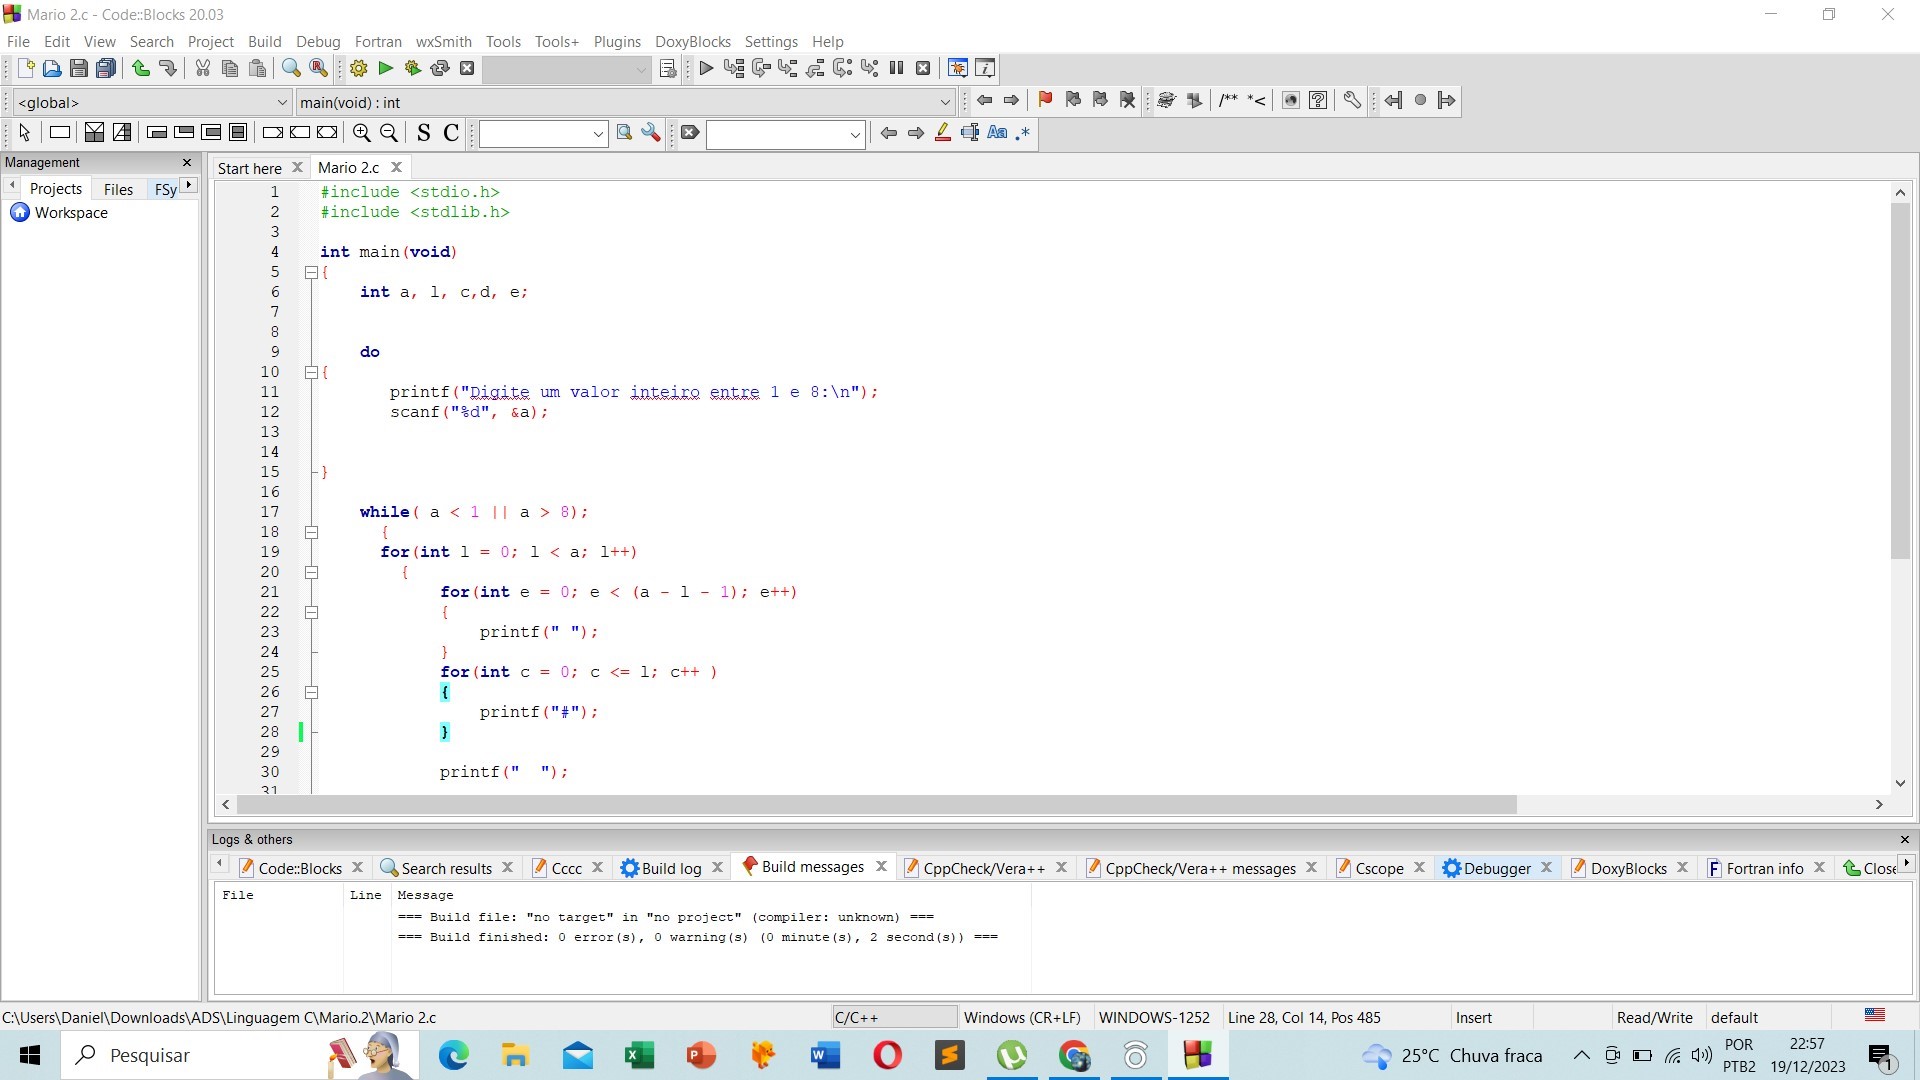 Mario 2.c - Code::Blocks 20.03
File Edit View Search Project Build Debug Fortran wxSmith Tools Tools+ Plugins DoxyBlocks Settings Help
<global> main(void) : int /** *<
S C Aa .*
Management
Projects Files FSy
Workspace
Start here Mario 2.c
1 #include <stdio.h>
2 #include <stdlib.h>
3
4 int main(void)
5 {
6 int a, l, c,d, e;
7
8
9 do
10 {
11 printf("Digite um valor inteiro entre 1 e 8:\n");
12 scanf("%d", &a);
13
14
15 }
16
17 while( a < 1 || a > 8);
18 {
19 for(int l = 0; l < a; l++)
20 {
21 for(int e = 0; e < (a - l - 1); e++)
22 {
23 printf(" ");
24 }
25 for(int c = 0; c <= l; c++ )
26 {
27 printf("#");
28 }
29
30 printf("  ");
31
Logs & others
Code::Blocks Search results Cccc Build log Build messages CppCheck/Vera++ CppCheck/Vera++ messages Cscope Debugger DoxyBlocks Fortran info Close
File Line Message
=== Build file: "no target" in "no project" (compiler: unknown) ===
=== Build finished: 0 error(s), 0 warning(s) (0 minute(s), 2 second(s)) ===
C:\Users\Daniel\Downloads\ADS\Linguagem C\Mario.2\Mario 2.c C/C++ Windows (CR+LF) WINDOWS-1252 Line 28, Col 14, Pos 485 Insert Read/Write default
Pesquisar 25°C Chuva fraca POR PTB2 22:57 19/12/2023 1